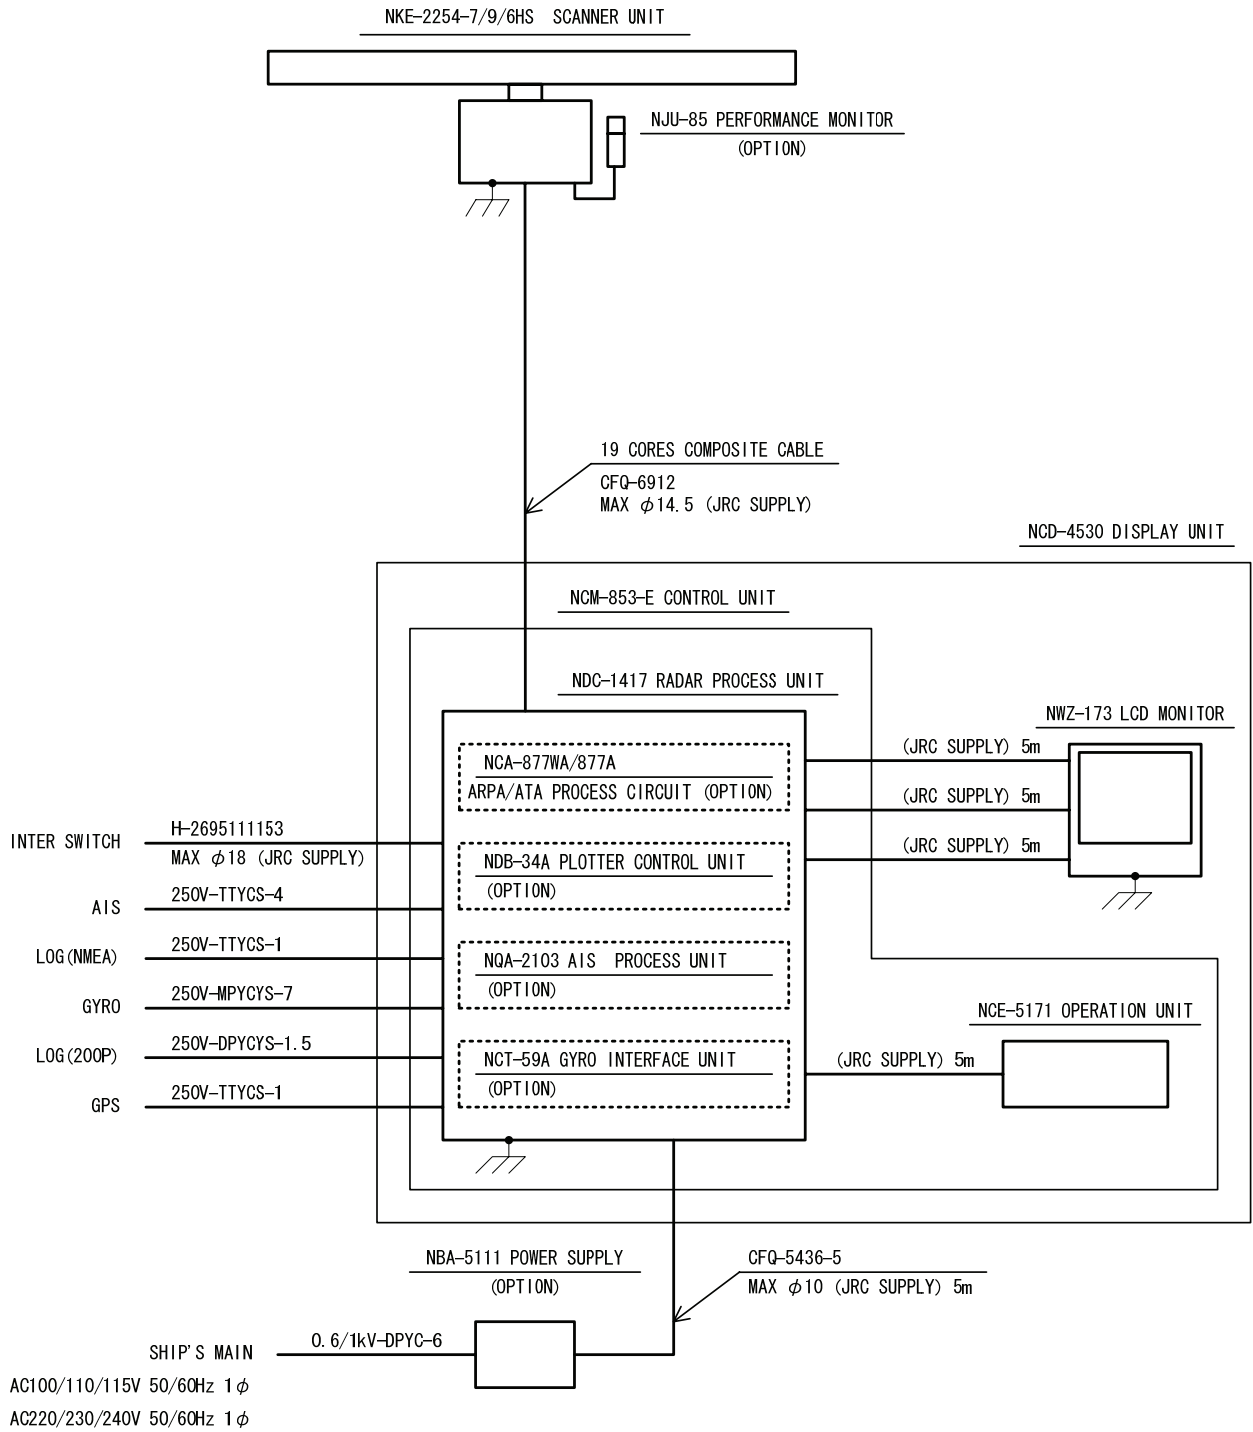 NKE-2254-7/9/6HS SCANNER UNIT
NJU-85 PERFORMANCE MONITOR
(OPTION)
19 CORES COMPOSITE CABLE
CFQ-6912
MAX φ14.5 (JRC SUPPLY)
NCD-4530 DISPLAY UNIT
NCM-853-E CONTROL UNIT
NDC-1417 RADAR PROCESS UNIT
NWZ-173 LCD MONITOR
(JRC SUPPLY) 5m
(JRC SUPPLY) 5m
(JRC SUPPLY) 5m
NCA-877WA/877A
ARPA/ATA PROCESS CIRCUIT (OPTION)
INTER SWITCH
H-2695111153
MAX φ18 (JRC SUPPLY)
NDB-34A PLOTTER CONTROL UNIT
(OPTION)
AIS
250V-TTYCS-4
LOG(NMEA)
250V-TTYCS-1
NQA-2103 AIS PROCESS UNIT
(OPTION)
GYRO
250V-MPYCYS-7
NCE-5171 OPERATION UNIT
LOG(200P)
250V-DPYCYS-1.5
NCT-59A GYRO INTERFACE UNIT
(OPTION)
(JRC SUPPLY) 5m
GPS
250V-TTYCS-1
NBA-5111 POWER SUPPLY
(OPTION)
CFQ-5436-5
MAX φ10 (JRC SUPPLY) 5m
SHIP'S MAIN
0.6/1kV-DPYC-6
AC100/110/115V 50/60Hz 1φ
AC220/230/240V 50/60Hz 1φ